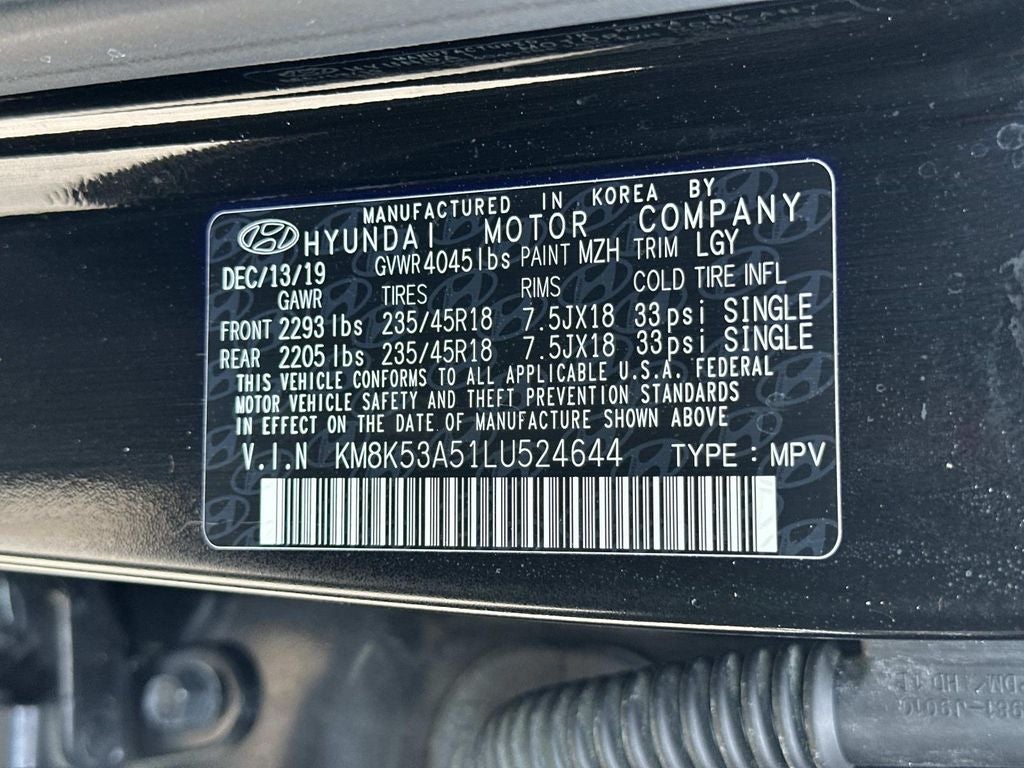 MANUFACTURED IN KOREA BY
HYUNDAI MOTOR COMPANY
DEC/13/19 GVWR 4045lbs PAINT MZH TRIM LGY
GAWR TIRES RIMS COLD TIRE INFL
FRONT 2293 lbs 235/45R18 7.5JX18 33psi SINGLE
REAR 2205 lbs 235/45R18 7.5JX18 33psi SINGLE
THIS VEHICLE CONFORMS TO ALL APPLICABLE U.S.A. FEDERAL
MOTOR VEHICLE SAFETY AND THEFT PREVENTION STANDARDS
IN EFFECT ON THE DATE OF MANUFACTURE SHOWN ABOVE
V.I.N KM8K53A51LU524644 TYPE : MPV